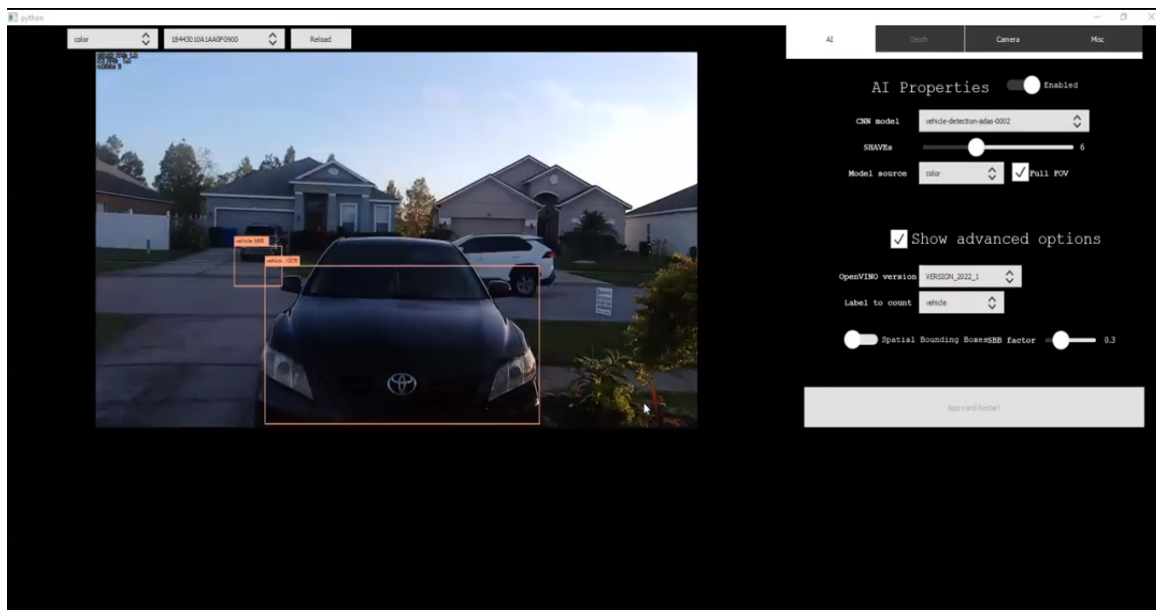 python
color
18443010A1AA0F0900
Reload
AI
Depth
Camera
Misc
AI Properties
Enabled
CNN model
vehicle-detection-adas-0002
SHAVEs
6
Model source
color
Full FOV
vehicle
vehicle 100%
Show advanced options
OpenVINO version
VERSION_2022_1
Label to count
vehicle
Spatial Bounding Boxes
SBB factor
0.3
Apply and Restart